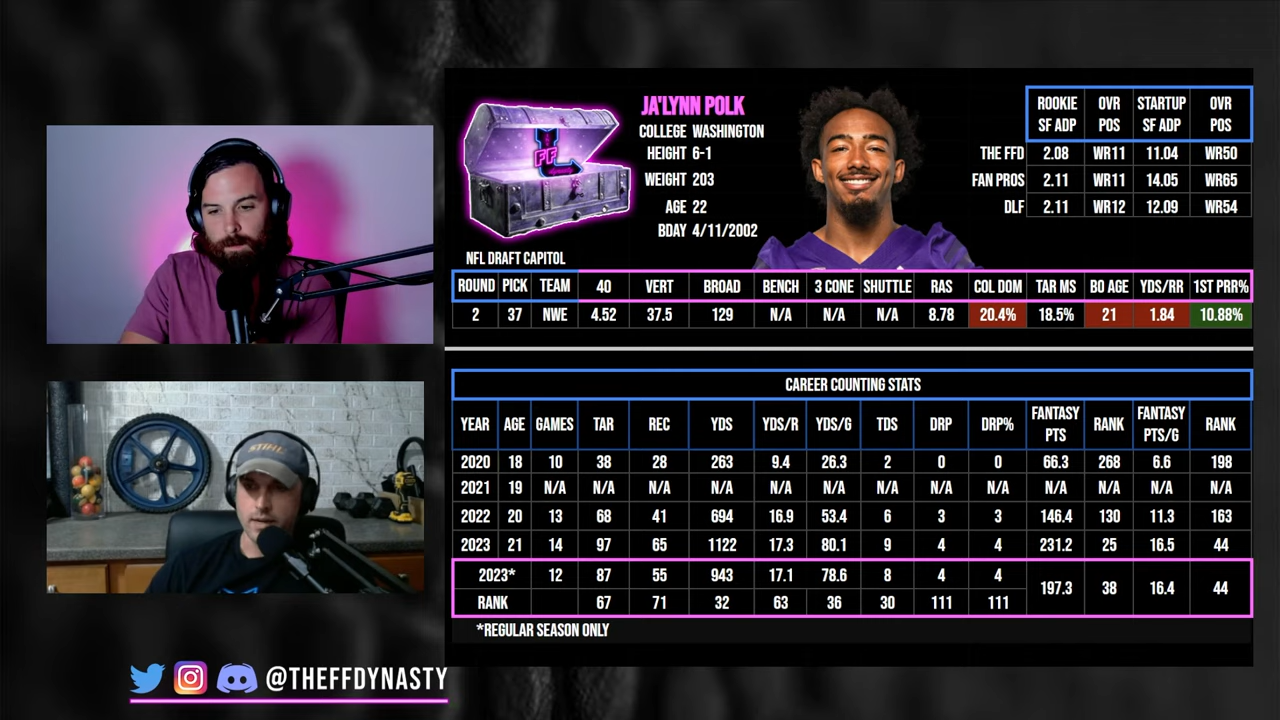 JA'LYNN POLK
COLLEGE WASHINGTON
HEIGHT 6-1
WEIGHT 203
AGE 22
BDAY 4/11/2002
FF
dynasty
ROOKIE SF ADP OVR POS STARTUP SF ADP OVR POS
THE FFD 2.08 WR11 11.04 WR50
FAN PROS 2.11 WR11 14.05 WR65
DLF 2.11 WR12 12.09 WR54
NFL DRAFT CAPITOL
ROUND PICK TEAM 40 VERT BROAD BENCH 3 CONE SHUTTLE RAS COL DOM TAR MS BO AGE YDS/RR 1ST PRR%
2 37 NWE 4.52 37.5 129 N/A N/A N/A 8.78 20.4% 18.5% 21 1.84 10.88%
CAREER COUNTING STATS
YEAR AGE GAMES TAR REC YDS YDS/R YDS/G TDS DRP DRP% FANTASY PTS RANK FANTASY PTS/G RANK
2020 18 10 38 28 263 9.4 26.3 2 0 0 66.3 268 6.6 198
2021 19 N/A N/A N/A N/A N/A N/A N/A N/A N/A N/A N/A N/A N/A
2022 20 13 68 41 694 16.9 53.4 6 3 3 146.4 130 11.3 163
2023 21 14 97 65 1122 17.3 80.1 9 4 4 231.2 25 16.5 44
2023* 12 87 55 943 17.1 78.6 8 4 4 197.3 38 16.4 44
RANK 67 71 32 63 36 30 111 111
*REGULAR SEASON ONLY
STIHL
@THEFFDYNASTY